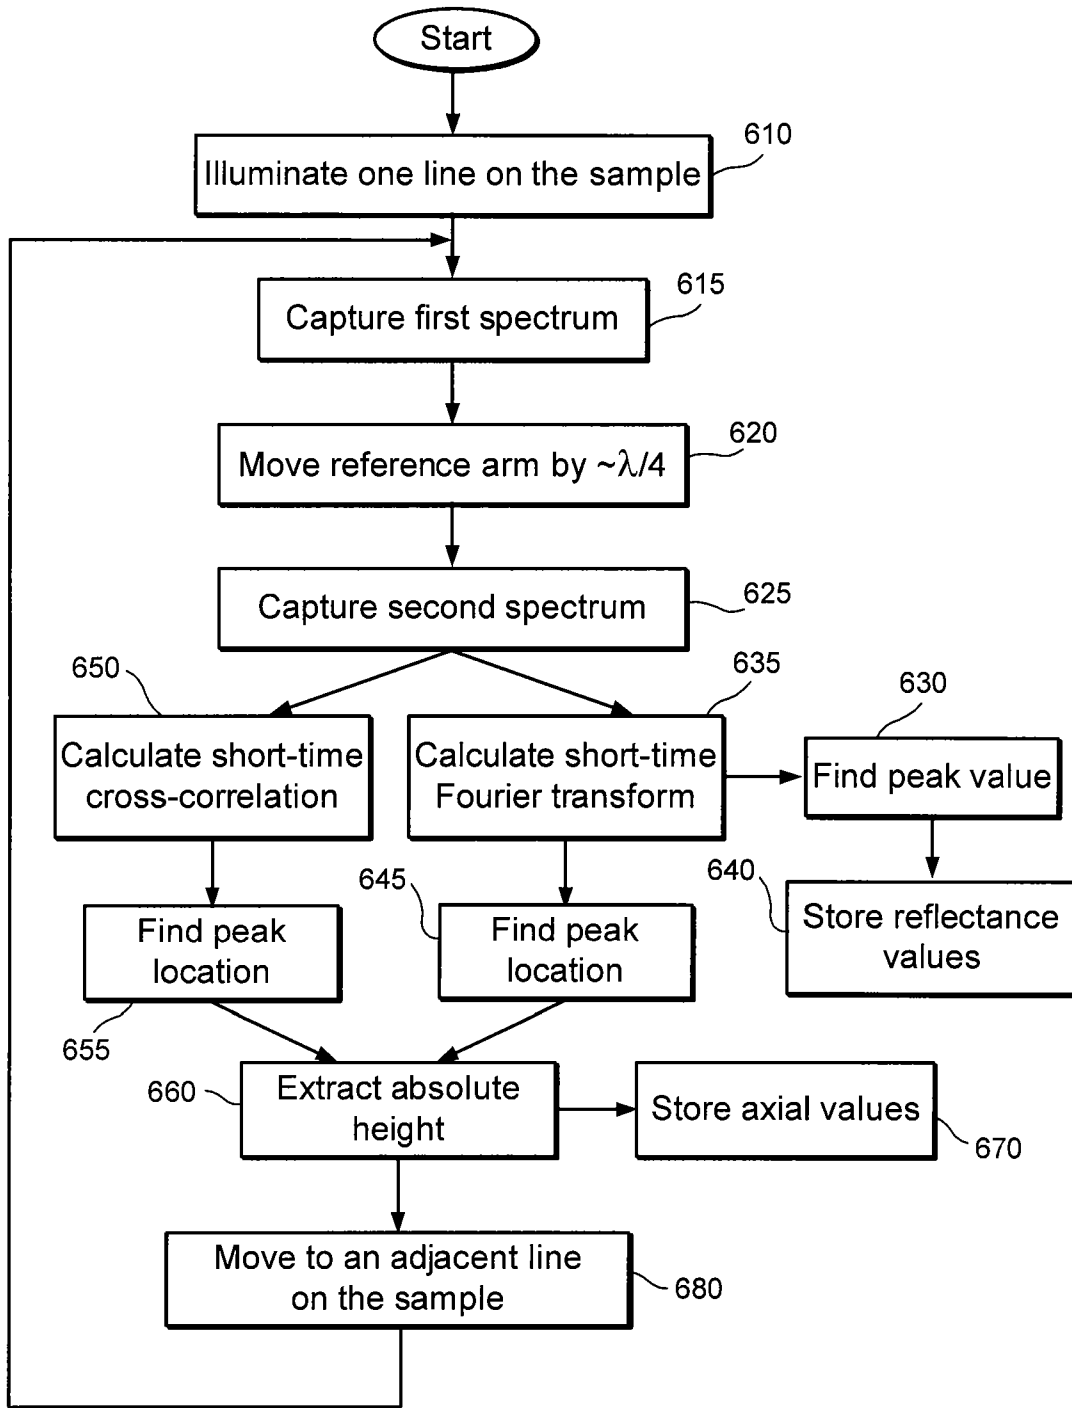 Start
610
Illuminate one line on the sample
615
Capture first spectrum
620
Move reference arm by ~λ/4
625
Capture second spectrum
650
635
630
Calculate short-time
cross-correlation
Calculate short-time
Fourier transform
Find peak value
645
640
Find peak
location
Find peak
location
Store reflectance
values
655
660
Extract absolute
height
Store axial values
670
Move to an adjacent line
on the sample
680